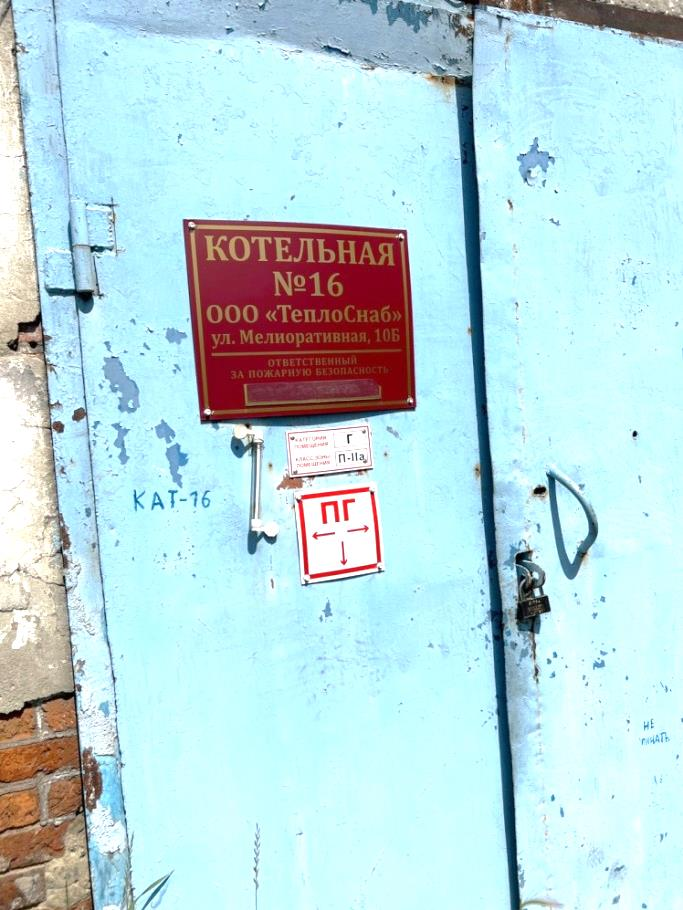 КОТЕЛЬНАЯ
№16
ООО «ТеплоСнаб»
ул. Мелиоративная, 10Б
ОТВЕТСТВЕННЫЙ
ЗА ПОЖАРНУЮ БЕЗОПАСНОСТЬ
КАТЕГОРИЯ
ПОМЕЩЕНИЯ
Г
КЛАСС ЗОНЫ
ПОМЕЩЕНИЯ
П-IIа
КАТ-16
ПГ
НЕ